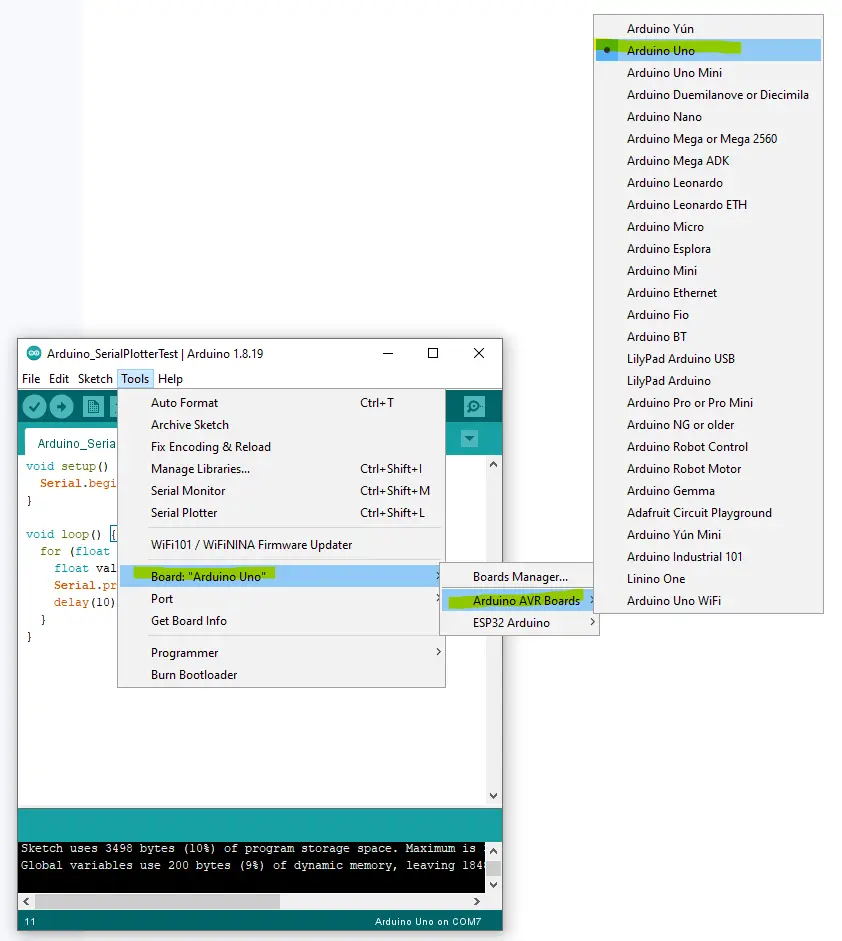 Arduino Yún
Arduino Uno
Arduino Uno Mini
Arduino Duemilanove or Diecimila
Arduino Nano
Arduino Mega or Mega 2560
Arduino Mega ADK
Arduino Leonardo
Arduino Leonardo ETH
Arduino Micro
Arduino Esplora
Arduino Mini
Arduino Ethernet
Arduino Fio
Arduino BT
LilyPad Arduino USB
LilyPad Arduino
Arduino Pro or Pro Mini
Arduino NG or older
Arduino Robot Control
Arduino Robot Motor
Arduino Gemma
Adafruit Circuit Playground
Arduino Yún Mini
Arduino Industrial 101
Linino One
Arduino Uno WiFi
Arduino_SerialPlotterTest | Arduino 1.8.19
File Edit Sketch Tools Help
Auto Format Ctrl+T
Archive Sketch
Fix Encoding & Reload
Manage Libraries... Ctrl+Shift+I
Serial Monitor Ctrl+Shift+M
Serial Plotter Ctrl+Shift+L
WiFi101 / WiFiNINA Firmware Updater
Board: "Arduino Uno"
Port
Get Board Info
Programmer
Burn Bootloader
Boards Manager...
Arduino AVR Boards
ESP32 Arduino
Arduino_Seria
void setup()
Serial.begi
}
void loop() {
for (float
float val
Serial.pr
delay(10)
}
}
Sketch uses 3498 bytes (10%) of program storage space. Maximum is
Global variables use 200 bytes (9%) of dynamic memory, leaving 184
11 Arduino Uno on COM7